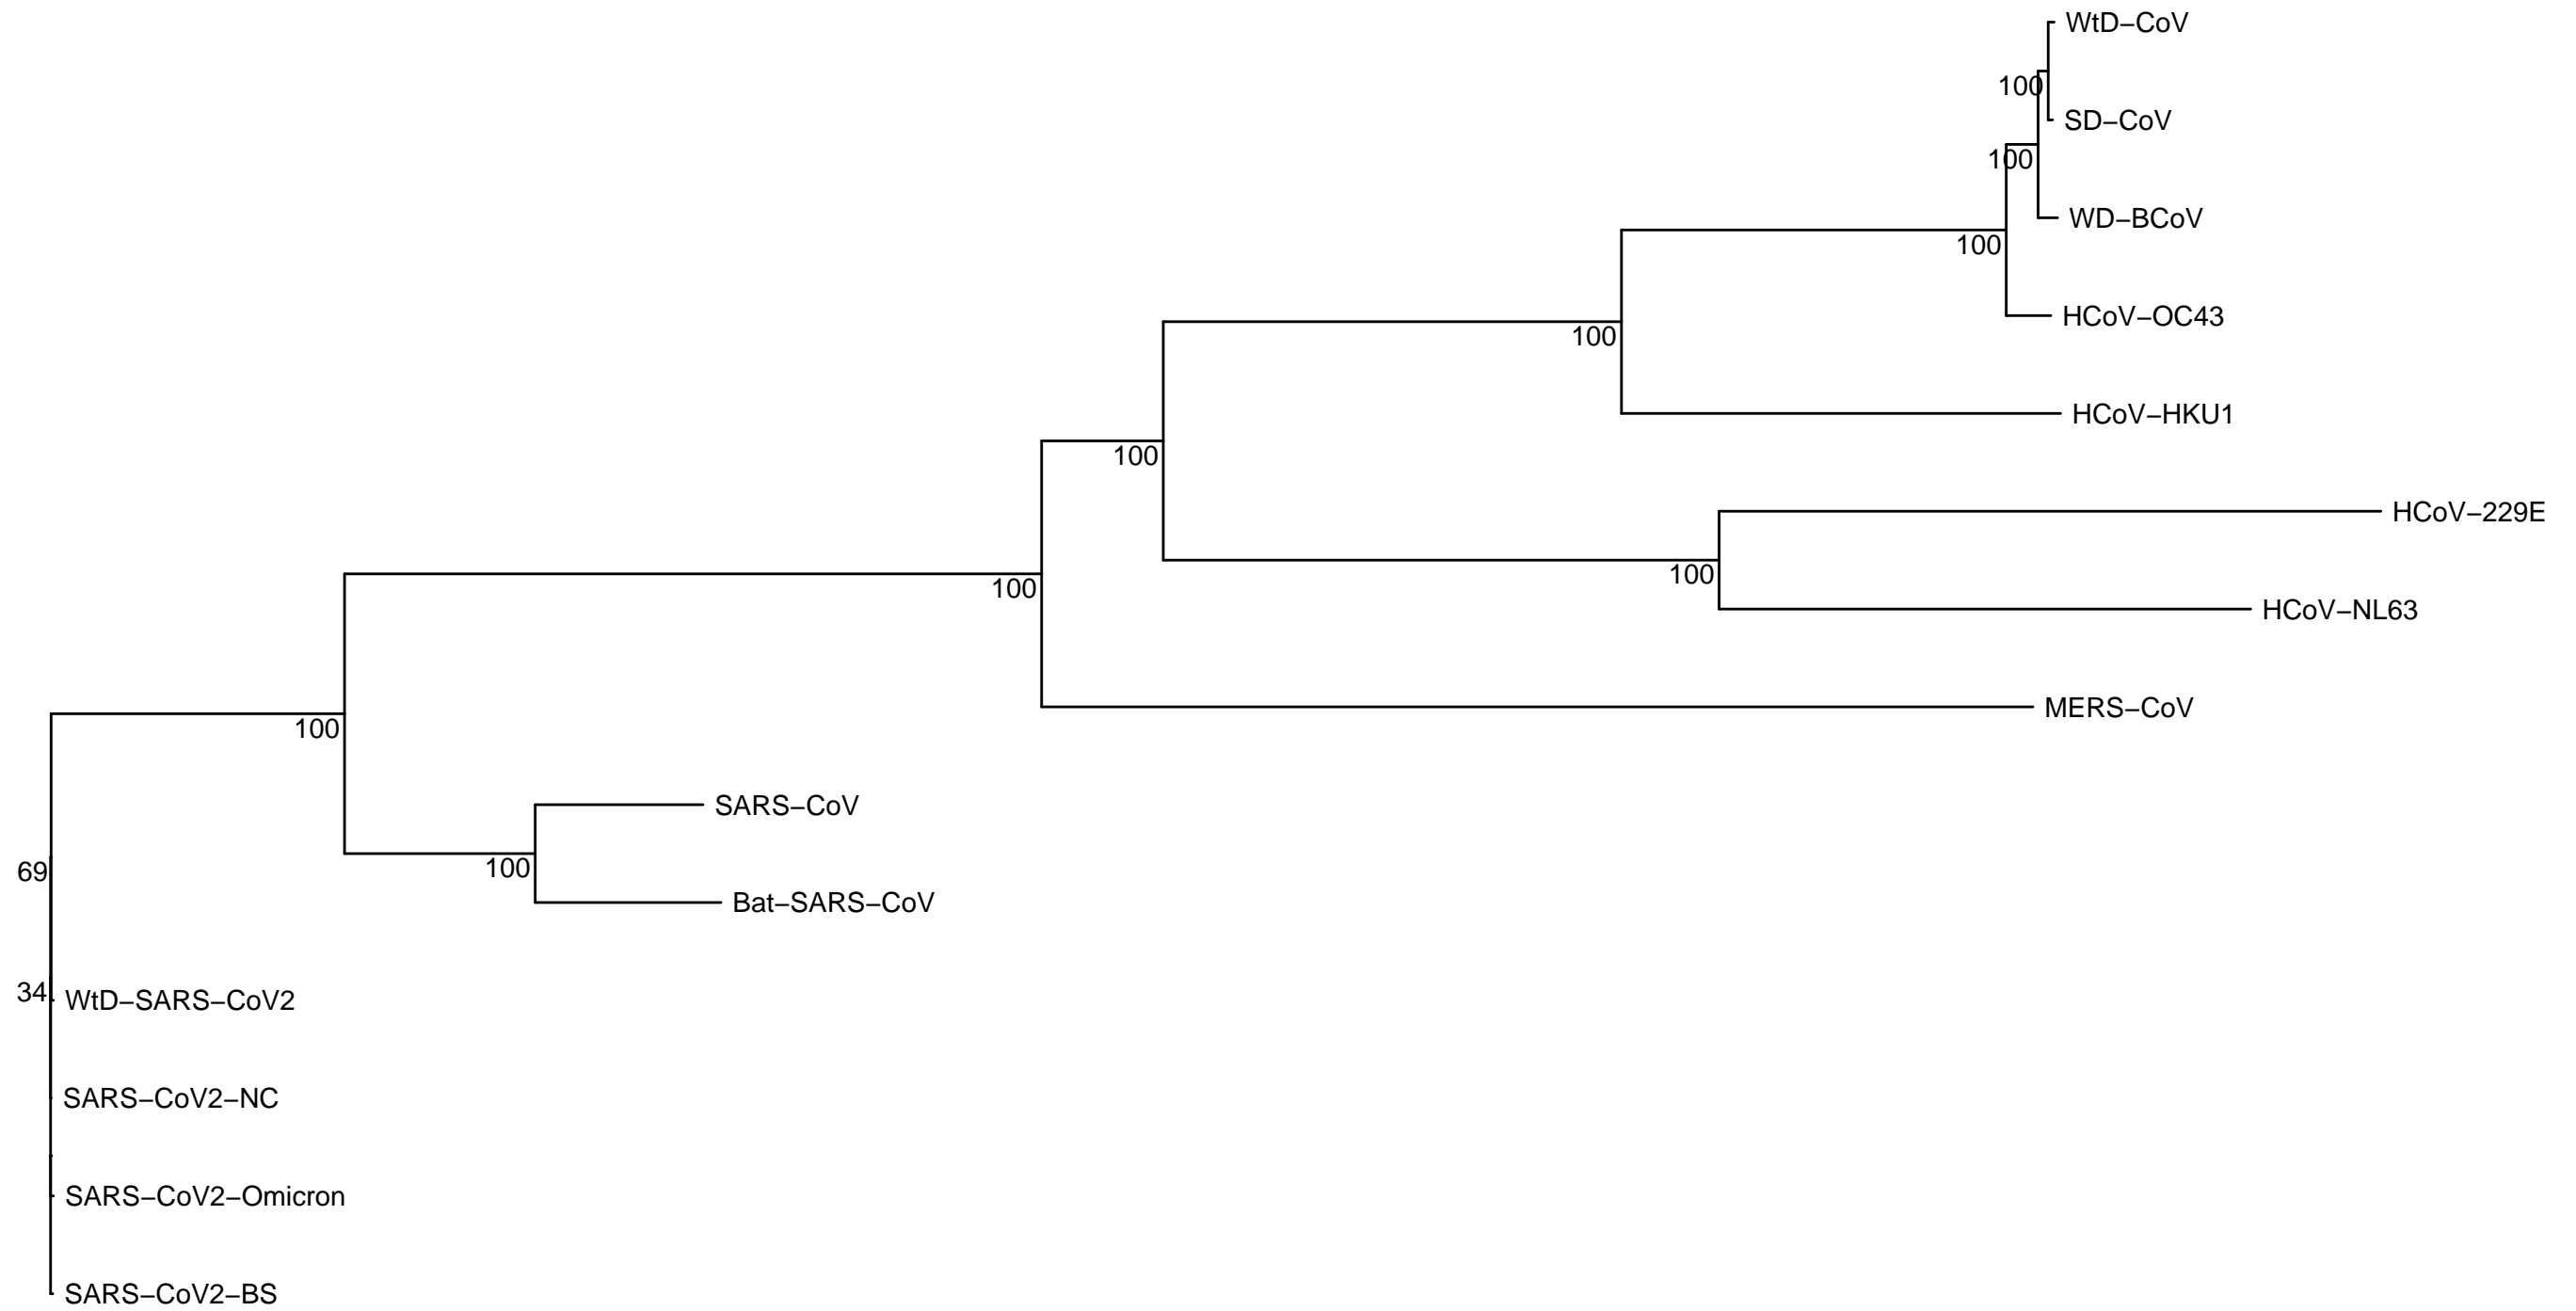 WtD–CoV
100
SD–CoV
100
WD–BCoV
100
HCoV–OC43
100
HCoV–HKU1
100
HCoV–229E
100
100
HCoV–NL63
MERS–CoV
100
SARS–CoV
100
69
Bat–SARS–CoV
34
WtD–SARS–CoV2
SARS–CoV2–NC
SARS–CoV2–Omicron
SARS–CoV2–BS